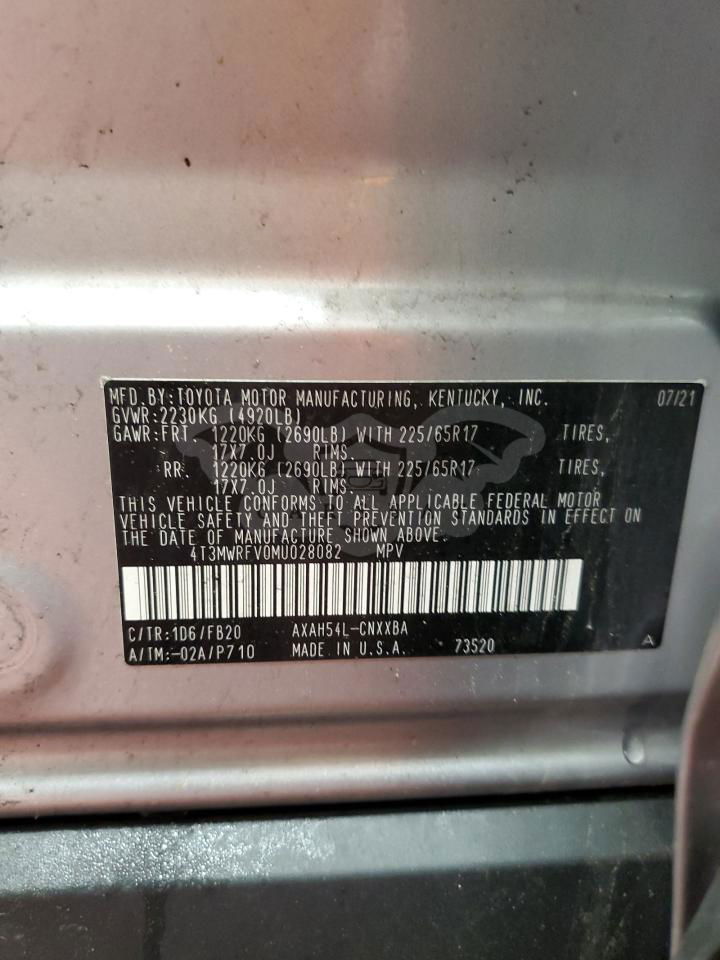 MFD.BY:TOYOTA MOTOR MANUFACTURING, KENTUCKY, INC. 07/21
GVWR:2230KG (4920LB)
GAWR:FRT. 1220KG (2690LB) WITH 225/65R17 TIRES,
17X7.0J RIMS.
RR. 1220KG (2690LB) WITH 225/65R17 TIRES,
17X7.0J RIMS.
THIS VEHICLE CONFORMS TO ALL APPLICABLE FEDERAL MOTOR
VEHICLE SAFETY AND THEFT PREVENTION STANDARDS IN EFFECT ON
THE DATE OF MANUFACTURE SHOWN ABOVE.
4T3MWRFV0MU028082 MPV
C/TR:1D6/FB20 AXAH54L-CNXXBA
A/TM:-02A/P710 MADE IN U.S.A. 73520 A